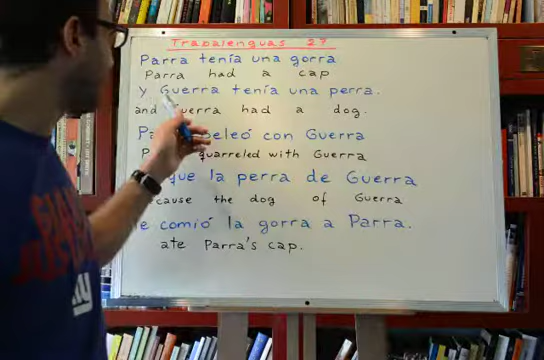 Trabalenguas 27
Parra tenía una gorra
Parra had a cap
y Guerra tenía una perra.
and Guerra had a dog.
con Guerra
quarreled with Guerra
que la perra de Guerra
the dog of Guerra
comió la gorra a Parra.
ate Parra's cap.